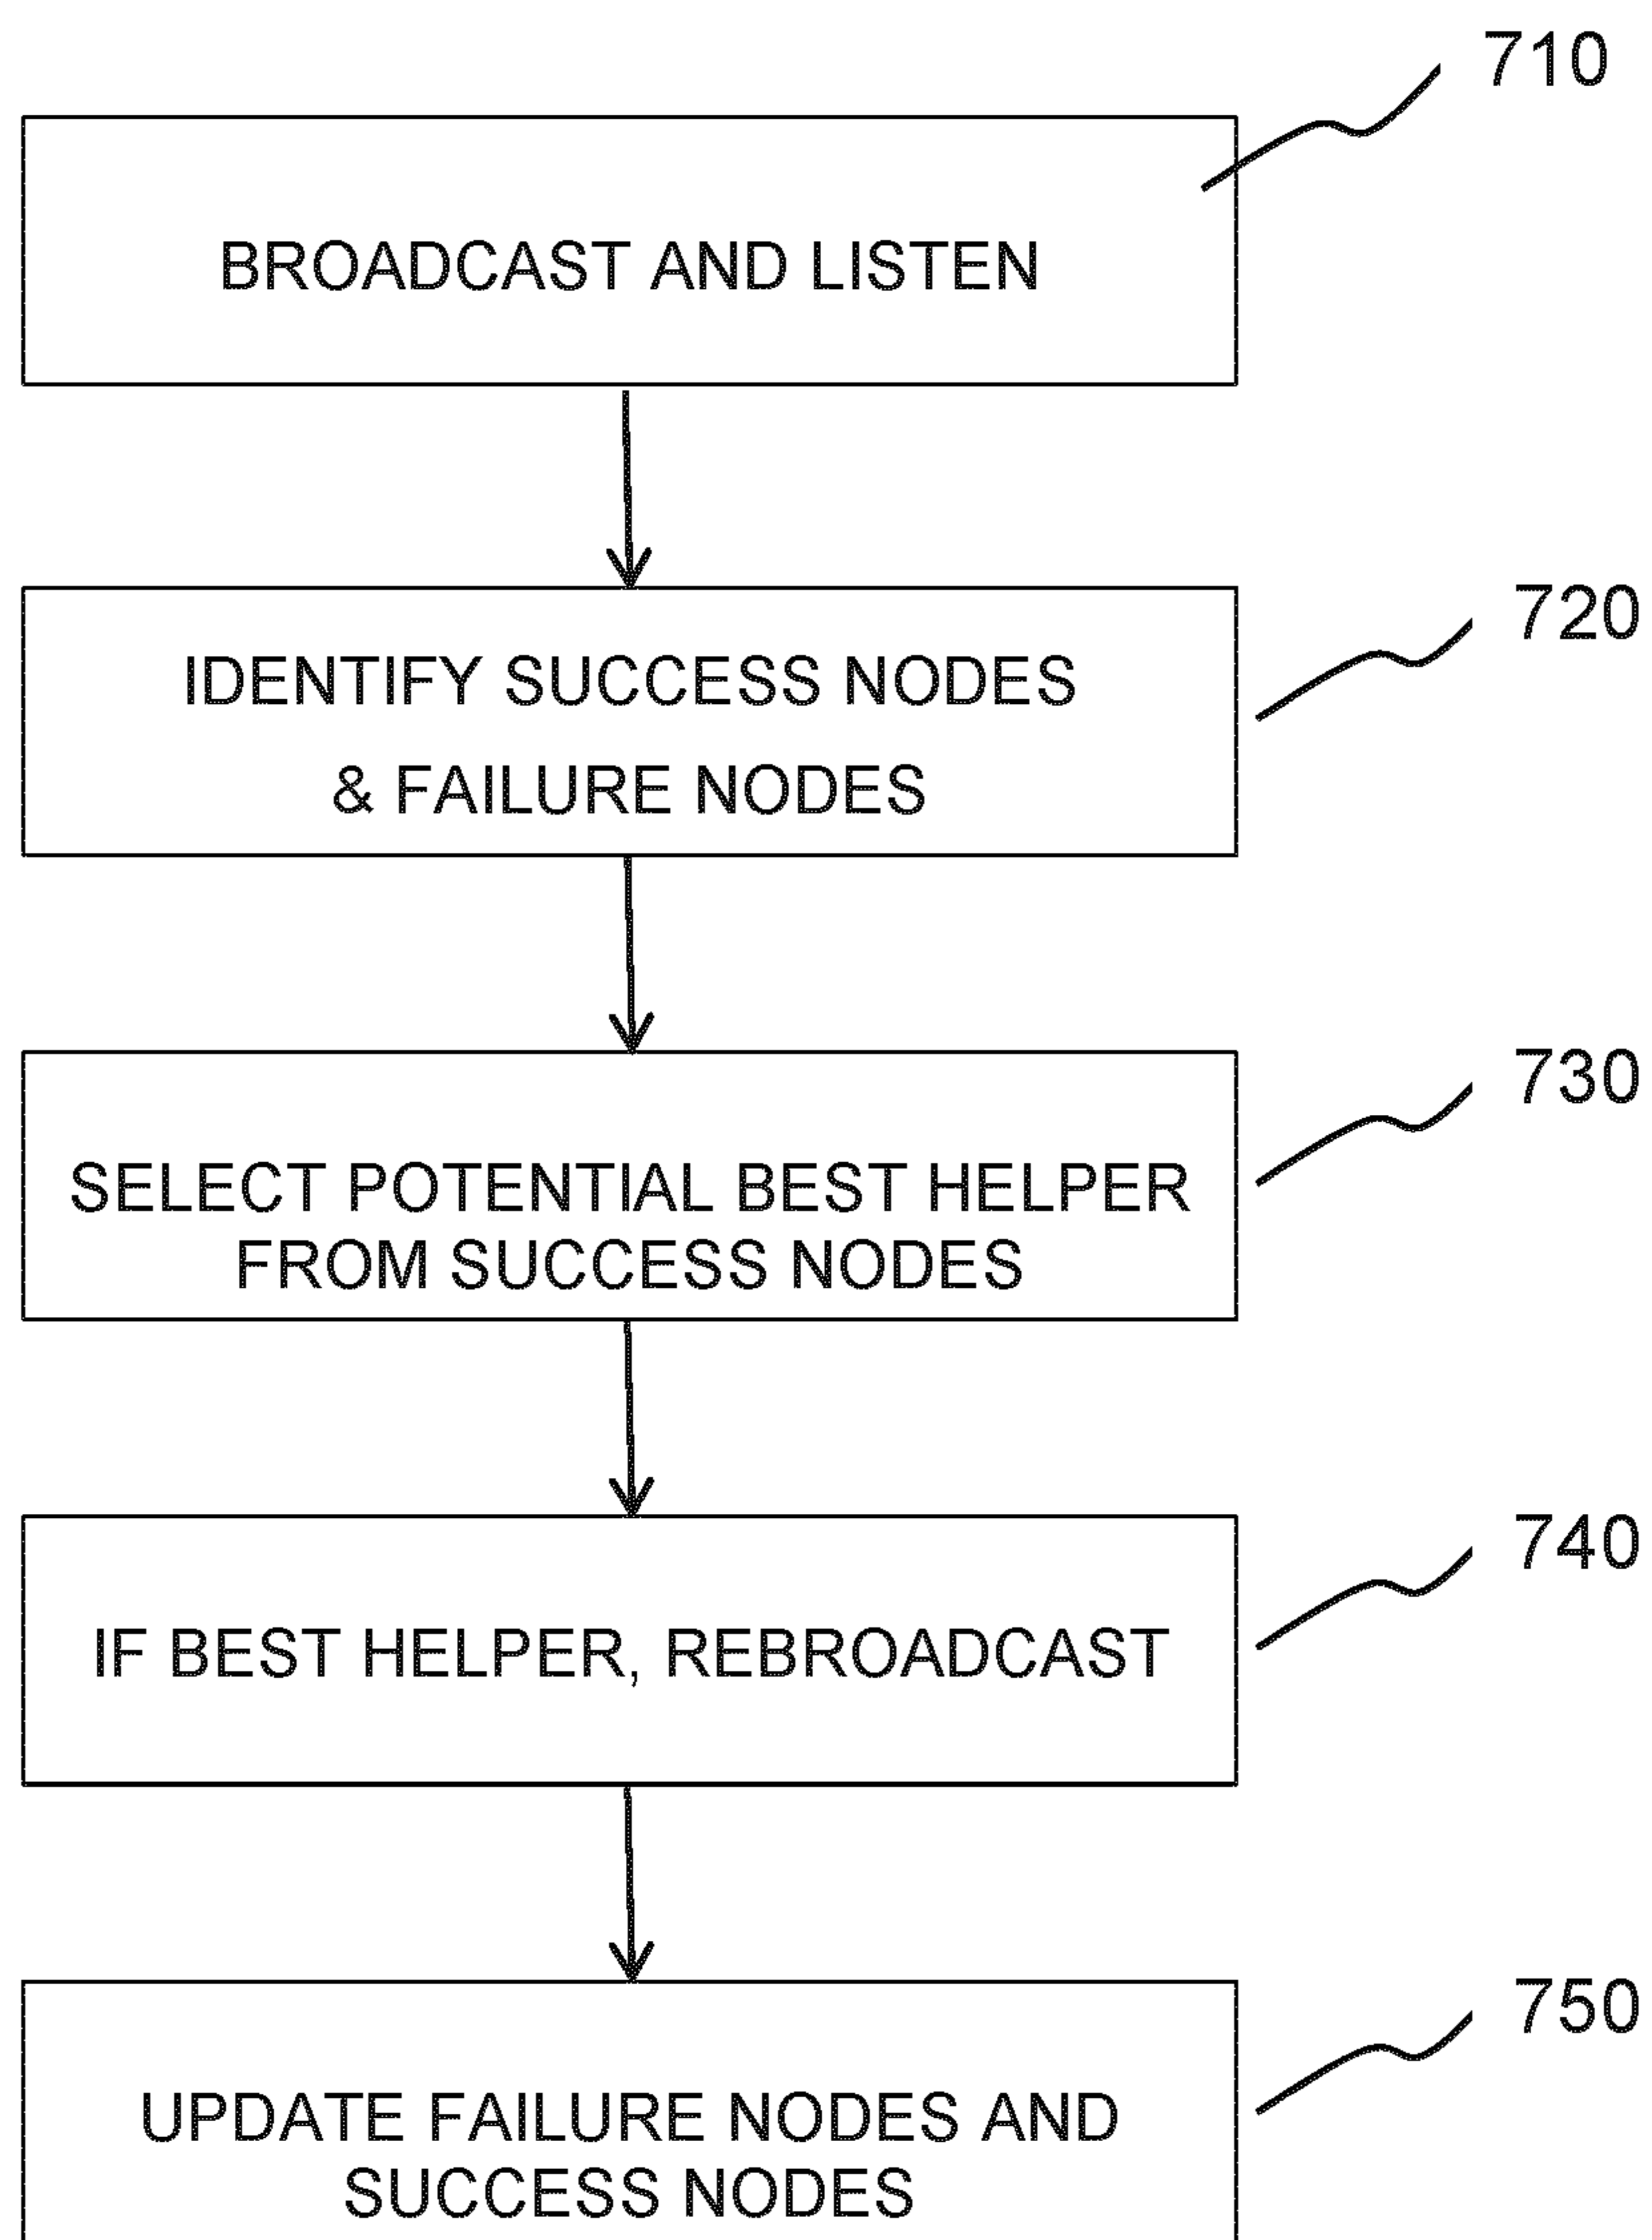 710
BROADCAST AND LISTEN
720
IDENTIFY SUCCESS NODES
& FAILURE NODES
730
SELECT POTENTIAL BEST HELPER
FROM SUCCESS NODES
740
IF BEST HELPER, REBROADCAST
750
UPDATE FAILURE NODES AND
SUCCESS NODES